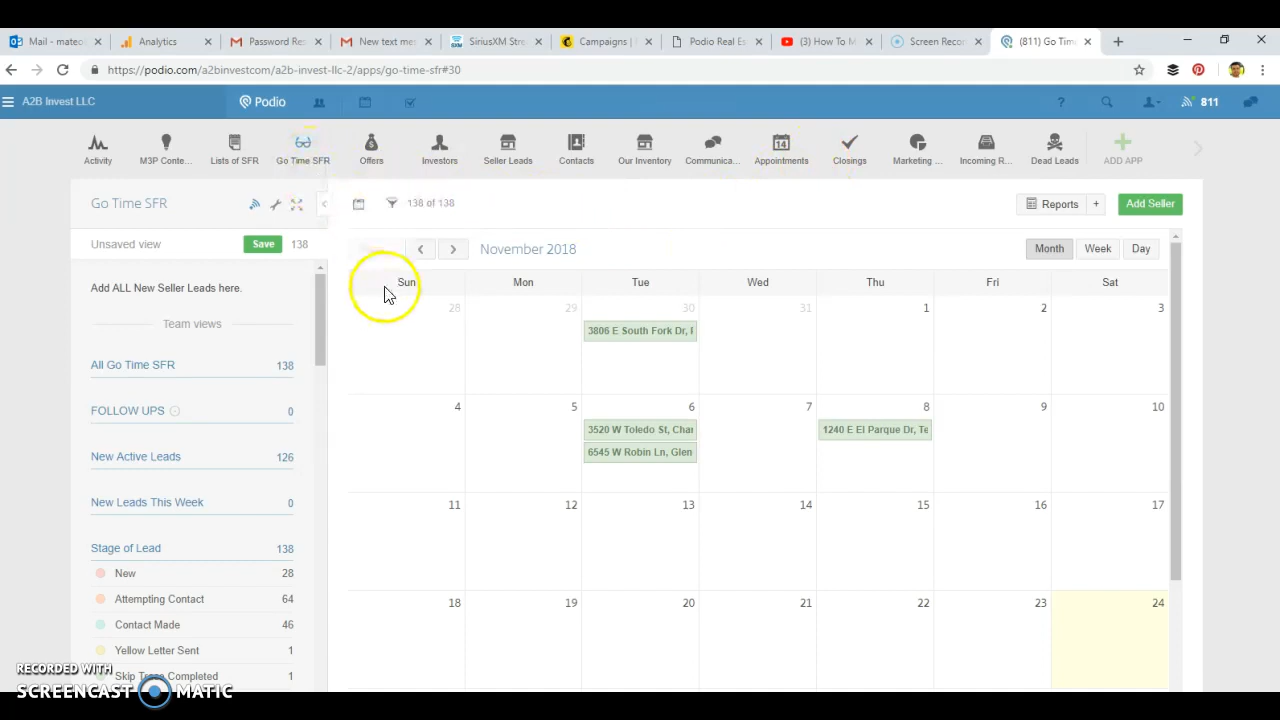 Mail - mateo
Analytics
Password Res
New text mes
SiriusXM Stro
Campaigns |
Podio Real Es
(3) How To M
Screen Recor
(811) Go Time
https://podio.com/a2binvestcom/a2b-invest-llc-2/apps/go-time-sfr#30
A2B Invest LLC
Podio
811
Activity
M3P Conte...
Lists of SFR
Go Time SFR
Offers
Investors
Seller Leads
Contacts
Our Inventory
Communica...
Appointments
Closings
Marketing ...
Incoming R...
Dead Leads
ADD APP
Go Time SFR
138 of 138
Reports +
Add Seller
Unsaved view
Save
138
November 2018
Month
Week
Day
Add ALL New Seller Leads here.
Team views
All Go Time SFR 138
FOLLOW UPS 0
New Active Leads 126
New Leads This Week 0
Stage of Lead 138
New 28
Attempting Contact 64
Contact Made 46
Yellow Letter Sent 1
Skip Trace Completed 1
Sun Mon Tue Wed Thu Fri Sat
28 29 30 31 1 2 3
3806 E South Fork Dr, F
4 5 6 7 8 9 10
3520 W Toledo St, Chan
1240 E El Parque Dr, Te
6545 W Robin Ln, Glen
11 12 13 14 15 16 17
18 19 20 21 22 23 24
RECORDED WITH
SCREENCAST MATIC